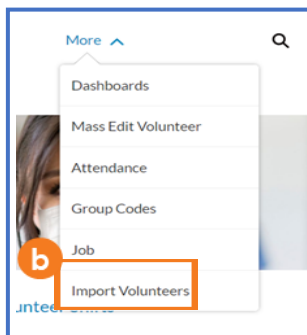 More
Dashboards
Mass Edit Volunteer
Attendance
Group Codes
b
Job
Import Volunteers